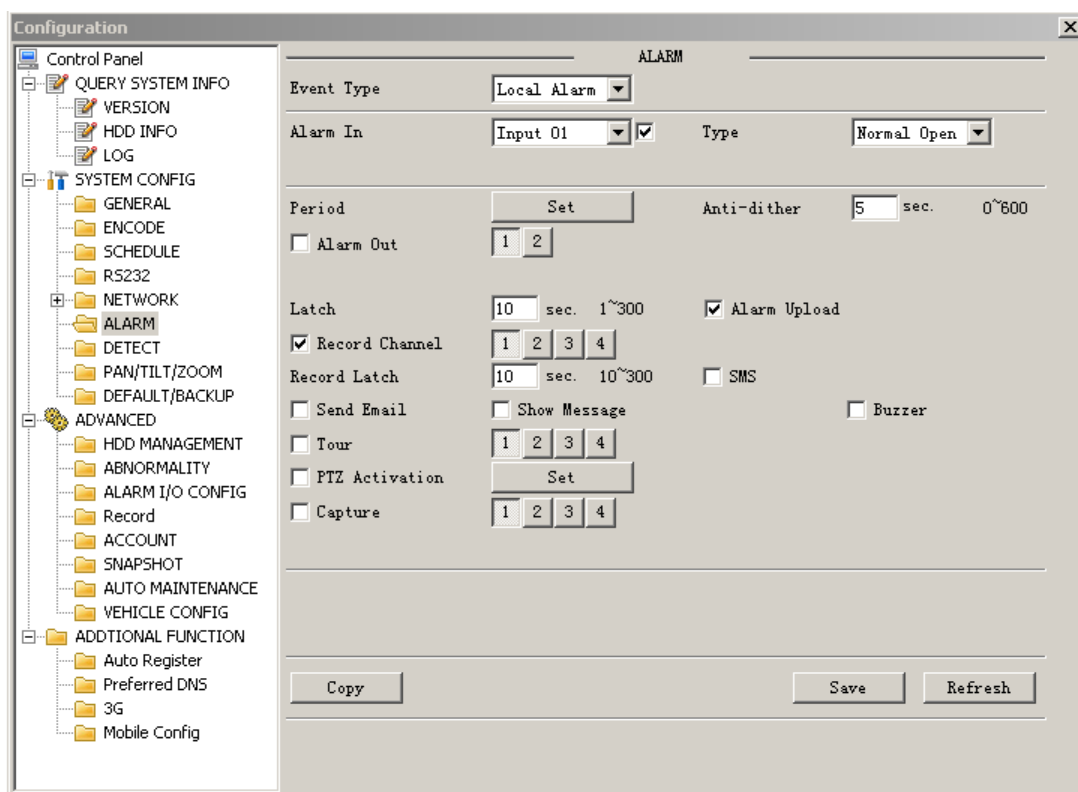 Configuration
Control Panel
QUERY SYSTEM INFO
VERSION
HDD INFO
LOG
SYSTEM CONFIG
GENERAL
ENCODE
SCHEDULE
RS232
NETWORK
ALARM
DETECT
PAN/TILT/ZOOM
DEFAULT/BACKUP
ADVANCED
HDD MANAGEMENT
ABNORMALITY
ALARM I/O CONFIG
Record
ACCOUNT
SNAPSHOT
AUTO MAINTENANCE
VEHICLE CONFIG
ADDTIONAL FUNCTION
Auto Register
Preferred DNS
3G
Mobile Config
ALARM
Event Type Local Alarm
Alarm In Input 01 Type Normal Open
Period Set Anti-dither 5 sec. 0~600
Alarm Out 1 2
Latch 10 sec. 1~300 Alarm Upload
Record Channel 1 2 3 4
Record Latch 10 sec. 10~300 SMS
Send Email Show Message Buzzer
Tour 1 2 3 4
PTZ Activation Set
Capture 1 2 3 4
Copy Save Refresh